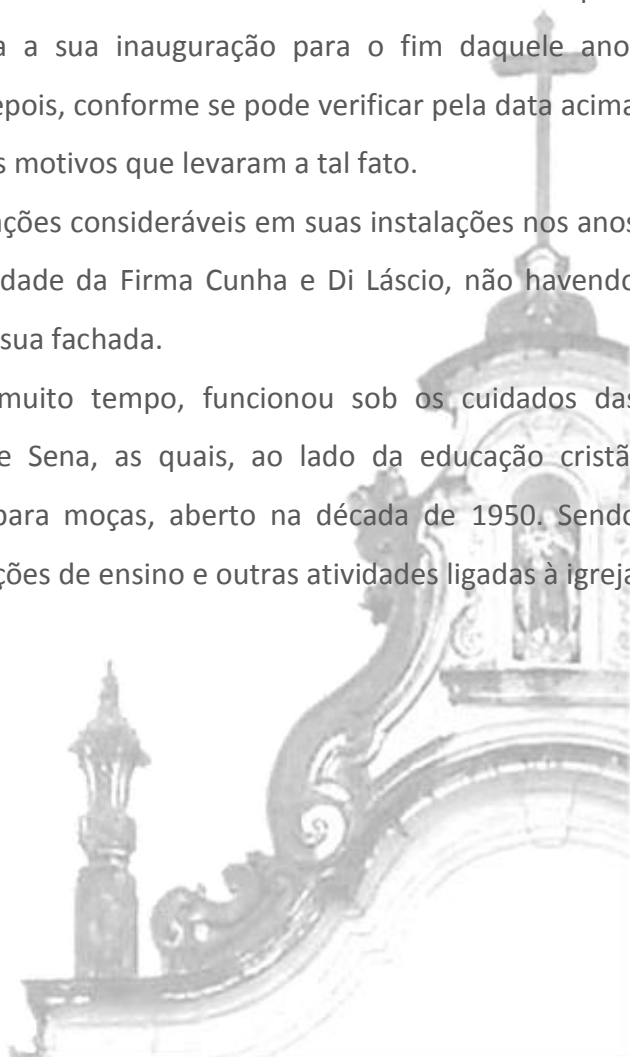 a a sua inauguração para o fim daquele ano
epois, conforme se pode verificar pela data acima
s motivos que levaram a tal fato.
ções consideráveis em suas instalações nos anos
idade da Firma Cunha e Di Láscio, não havendo
sua fachada.
muito tempo, funcionou sob os cuidados das
e Sena, as quais, ao lado da educação cristã
para moças, aberto na década de 1950. Sendo
ções de ensino e outras atividades ligadas à igreja